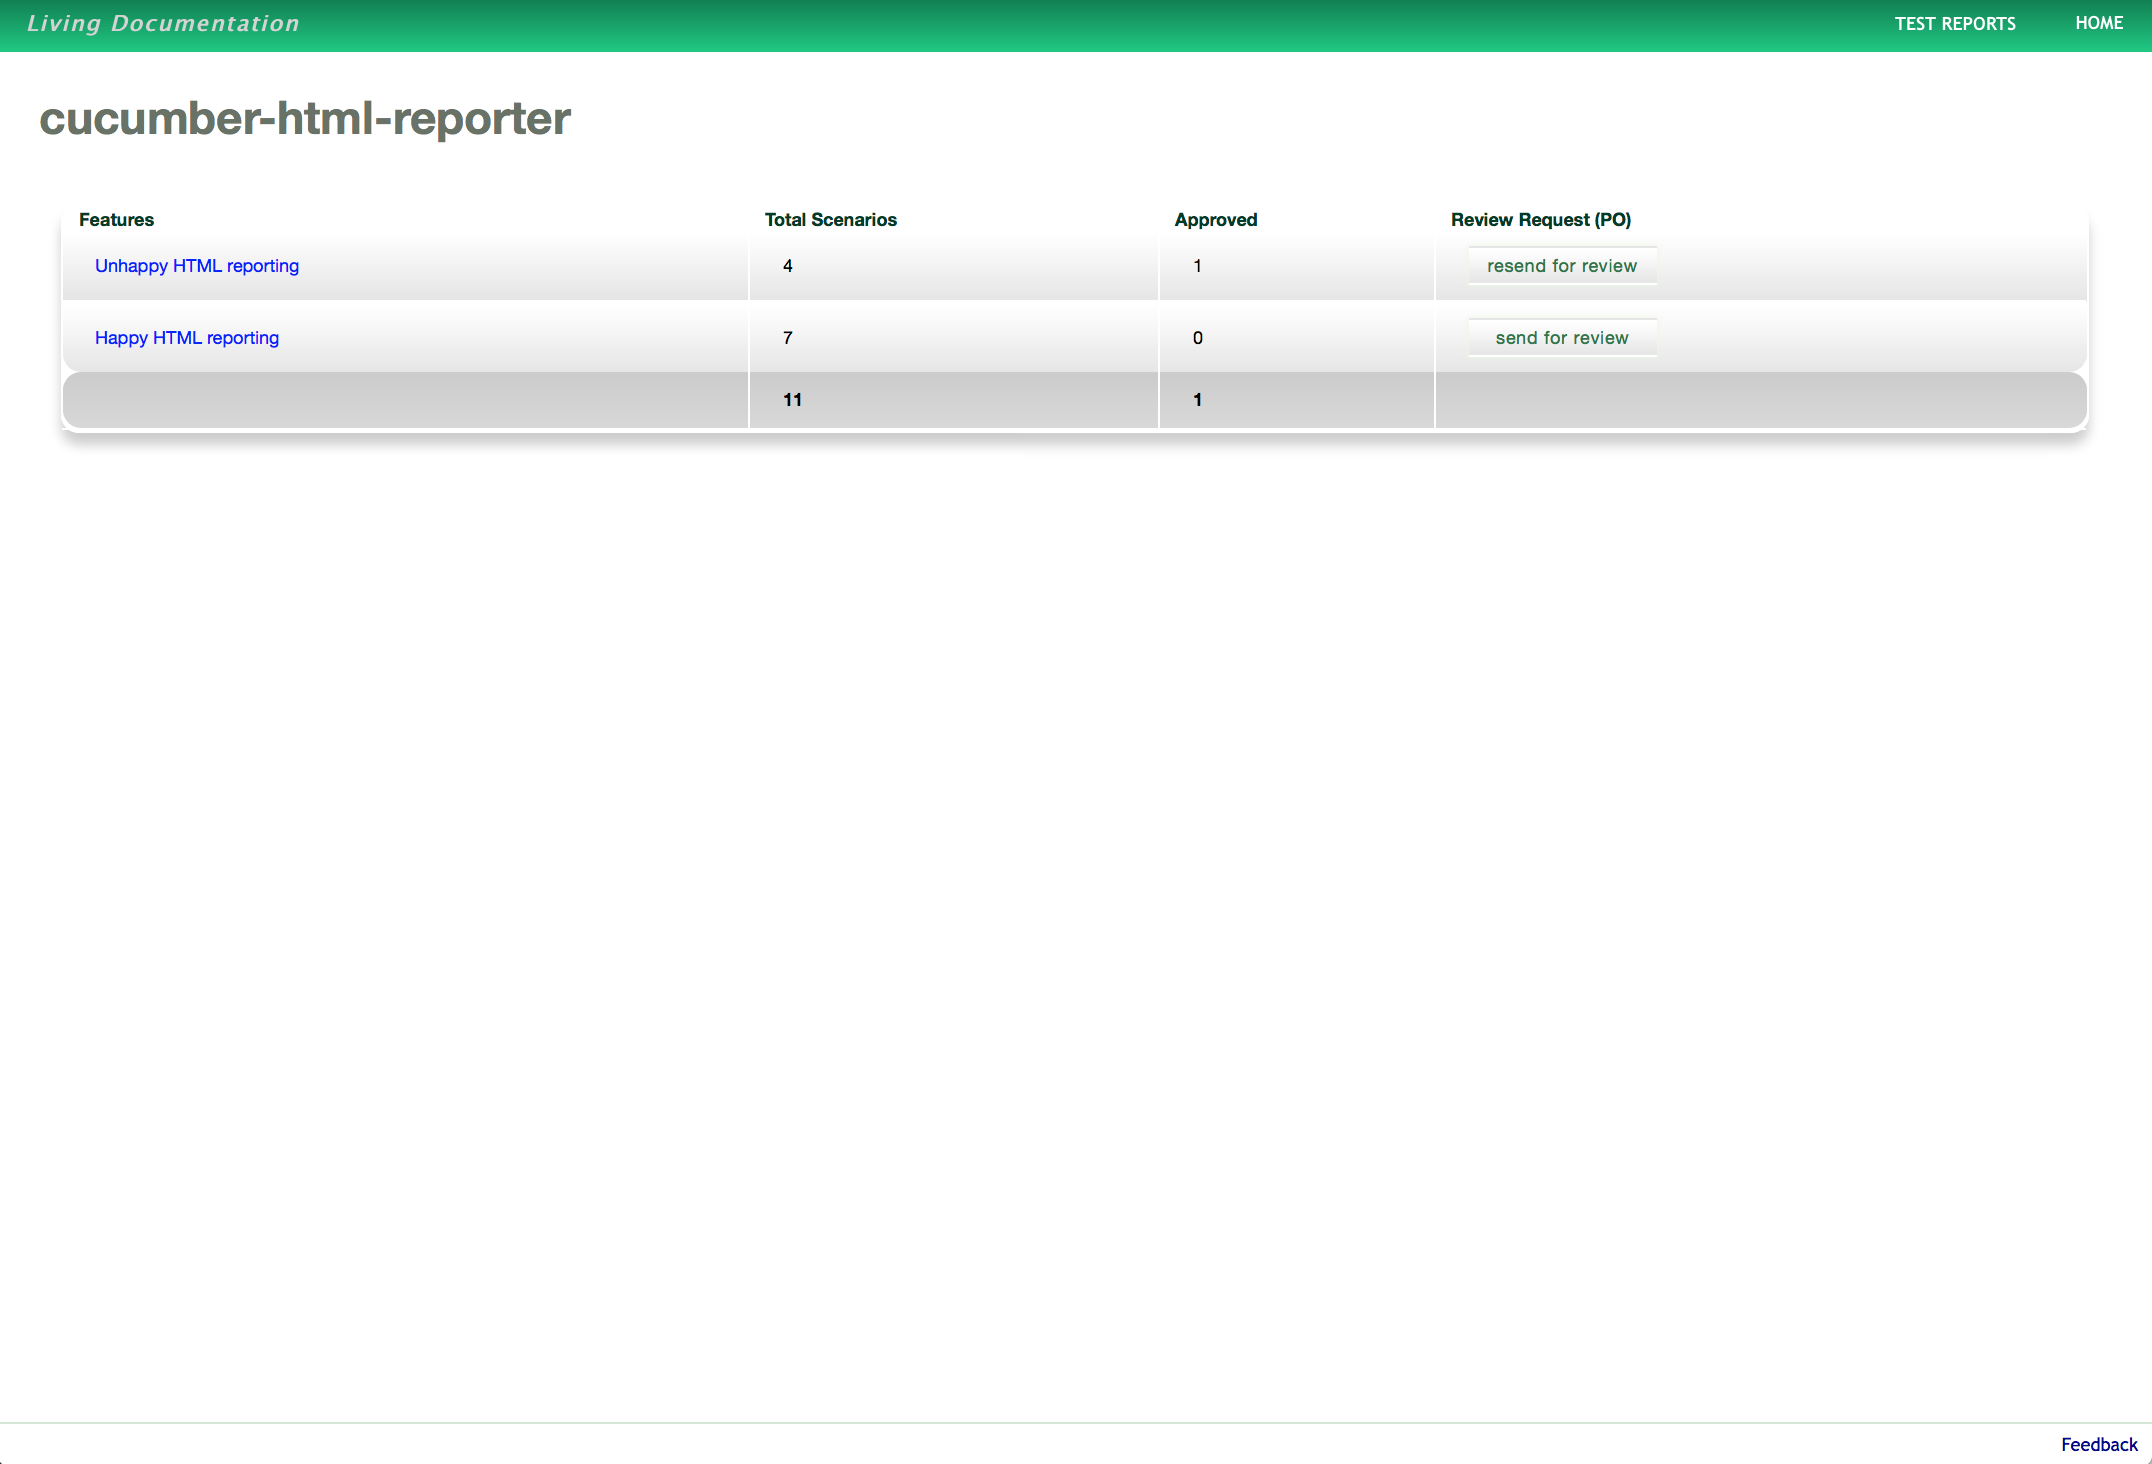 Living Documentation TEST REPORTS HOME
cucumber-html-reporter
Features Total Scenarios Approved Review Request (PO)
Unhappy HTML reporting 4 1 resend for review
Happy HTML reporting 7 0 send for review
11 1
Feedback